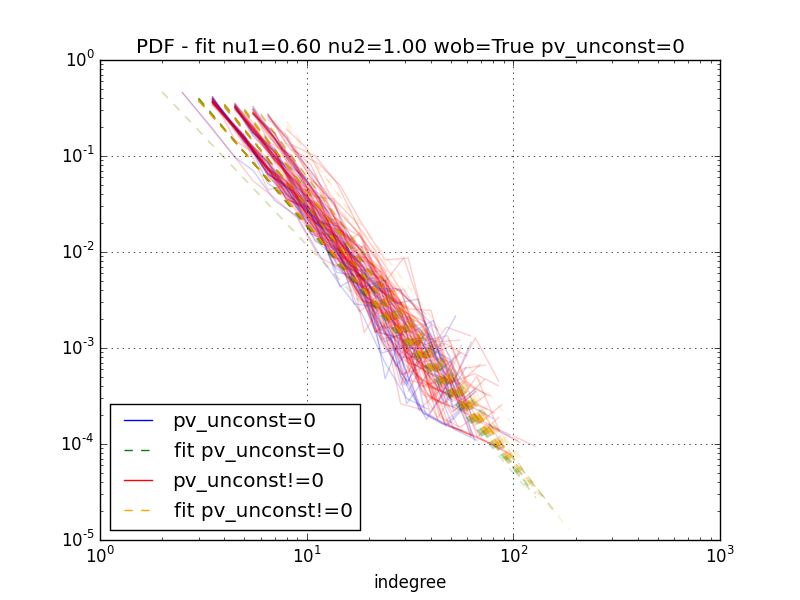 PDF - fit nu1=0.60 nu2=1.00 wob=True pv_unconst=0
10^0
10^-1
10^-2
10^-3
10^-4
10^-5
pv_unconst=0
fit pv_unconst=0
pv_unconst!=0
fit pv_unconst!=0
10^0 10^1 10^2 10^3
indegree